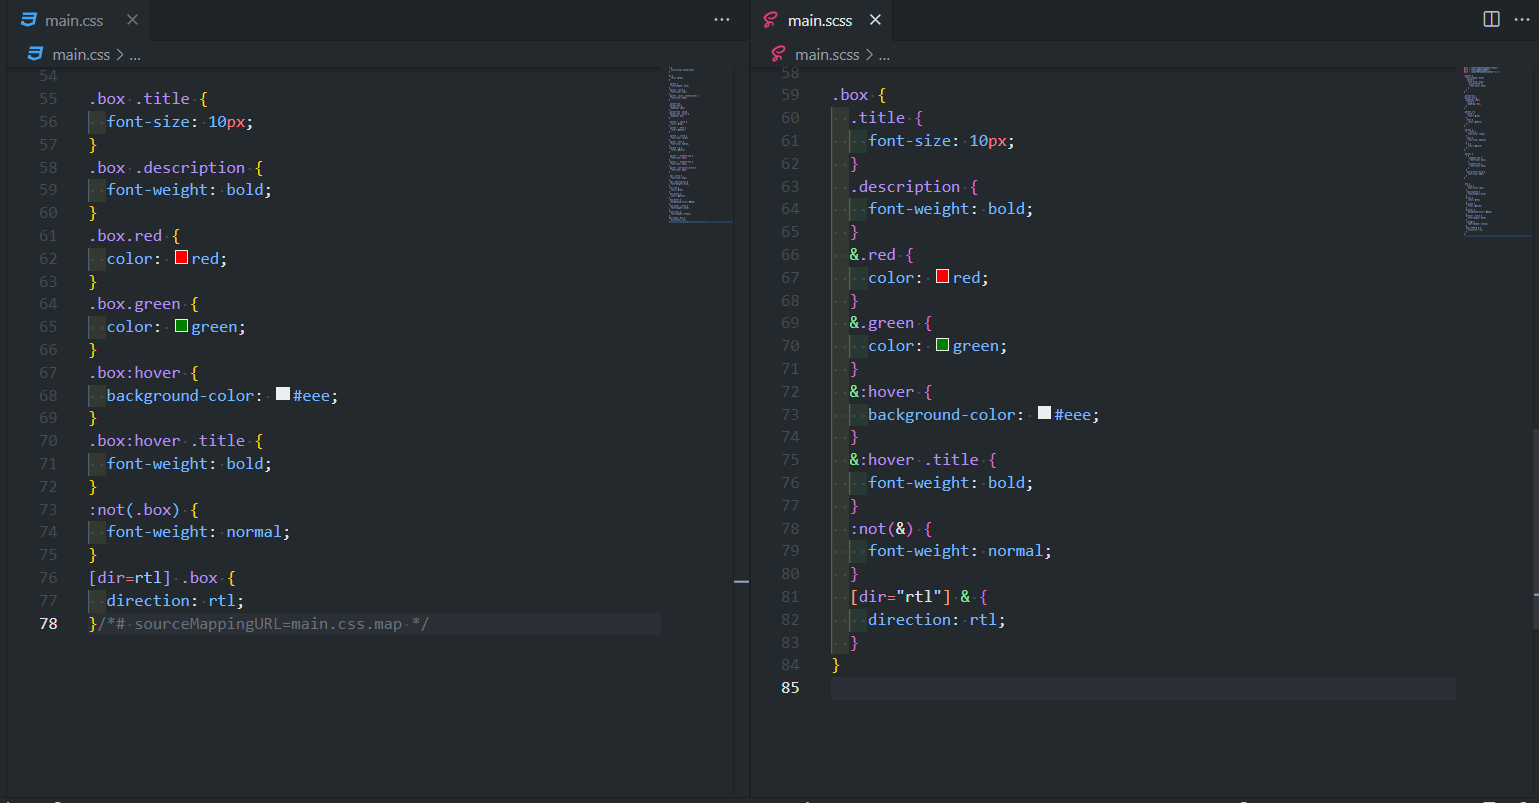 main.css
main.css > ...
54
55 .box .title {
56   font-size: 10px;
57 }
58 .box .description {
59   font-weight: bold;
60 }
61 .box.red {
62   color: red;
63 }
64 .box.green {
65   color: green;
66 }
67 .box:hover {
68   background-color: #eee;
69 }
70 .box:hover .title {
71   font-weight: bold;
72 }
73 :not(.box) {
74   font-weight: normal;
75 }
76 [dir=rtl] .box {
77   direction: rtl;
78 }/*# sourceMappingURL=main.css.map */
main.scss
main.scss > ...
58
59 .box {
60   .title {
61     font-size: 10px;
62   }
63   .description {
64     font-weight: bold;
65   }
66   &.red {
67     color: red;
68   }
69   &.green {
70     color: green;
71   }
72   &:hover {
73     background-color: #eee;
74   }
75   &:hover .title {
76     font-weight: bold;
77   }
78   :not(&) {
79     font-weight: normal;
80   }
81   [dir="rtl"] & {
82     direction: rtl;
83   }
84 }
85